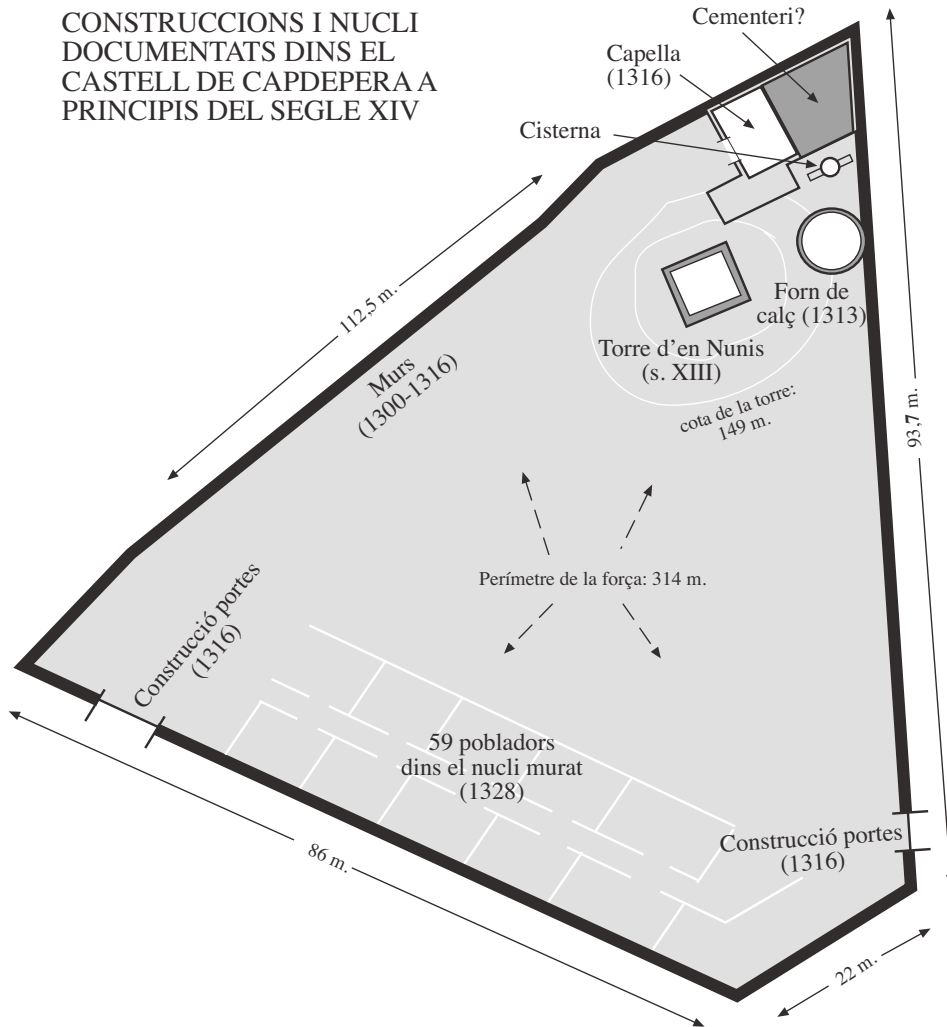 CONSTRUCCIONS I NUCLI
DOCUMENTATS DINS EL
CASTELL DE CAPDEPERA A
PRINCIPIS DEL SEGLE XIV
Cementeri?
Capella
(1316)
Cisterna
112,5 m.
Murs
(1300-1316)
Forn de
calç (1313)
Torre d’en Nunis
(s. XIII)
cota de la torre:
149 m.
93,7 m.
Perímetre de la força: 314 m.
Construcció portes
(1316)
59 pobladors
dins el nucli murat
(1328)
Construcció portes
(1316)
86 m.
22 m.